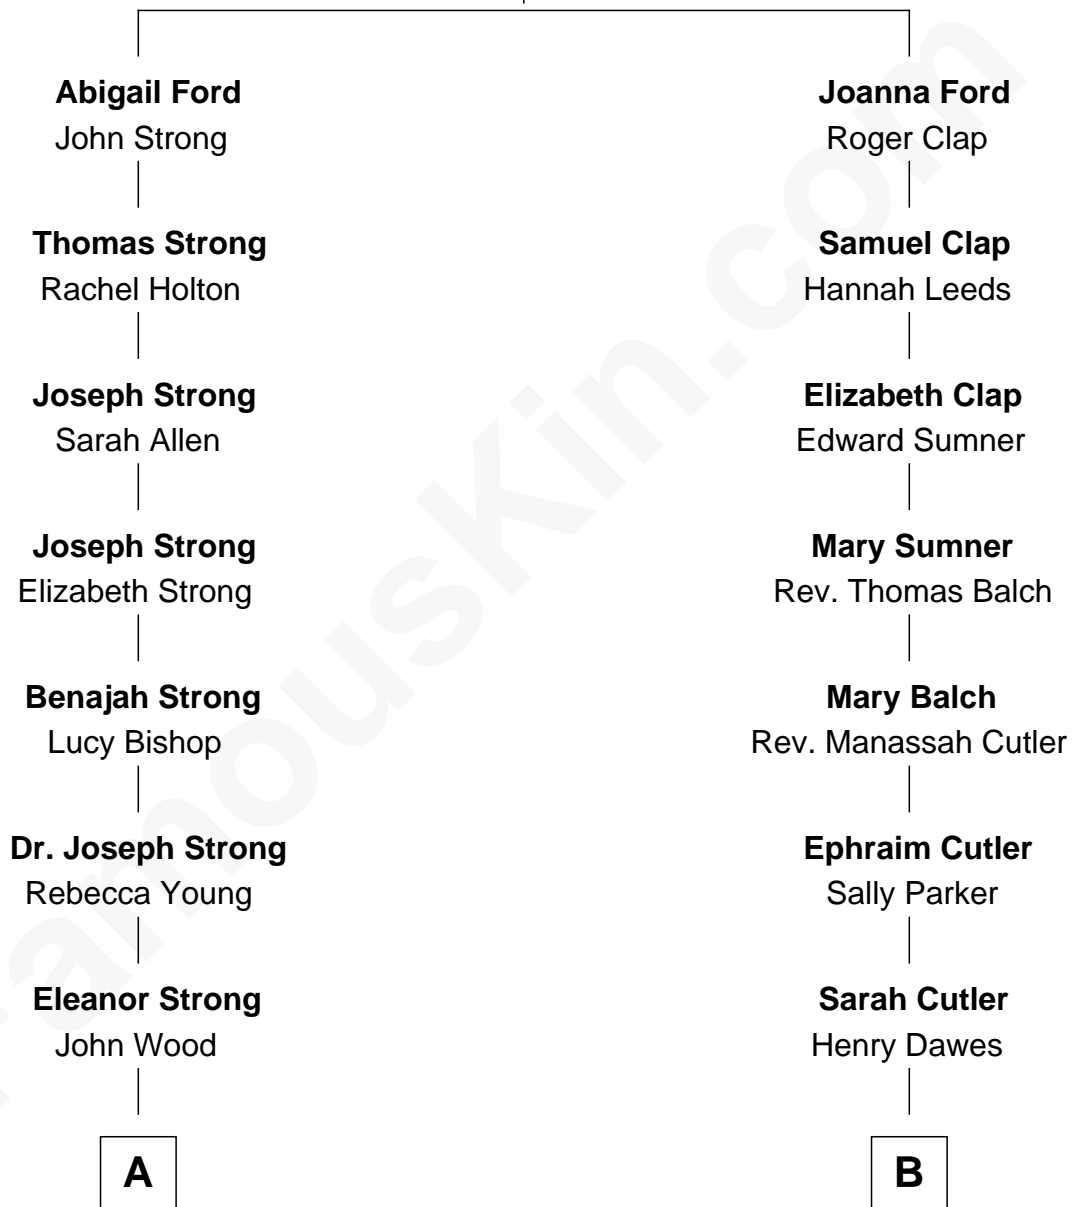 Abigail Ford
John Strong
Joanna Ford
Roger Clap
Thomas Strong
Rachel Holton
Samuel Clap
Hannah Leeds
Joseph Strong
Sarah Allen
Elizabeth Clap
Edward Sumner
Joseph Strong
Elizabeth Strong
Mary Sumner
Rev. Thomas Balch
Benajah Strong
Lucy Bishop
Mary Balch
Rev. Manassah Cutler
Dr. Joseph Strong
Rebecca Young
Ephraim Cutler
Sally Parker
Eleanor Strong
John Wood
Sarah Cutler
Henry Dawes
A
B
FamousKin.com